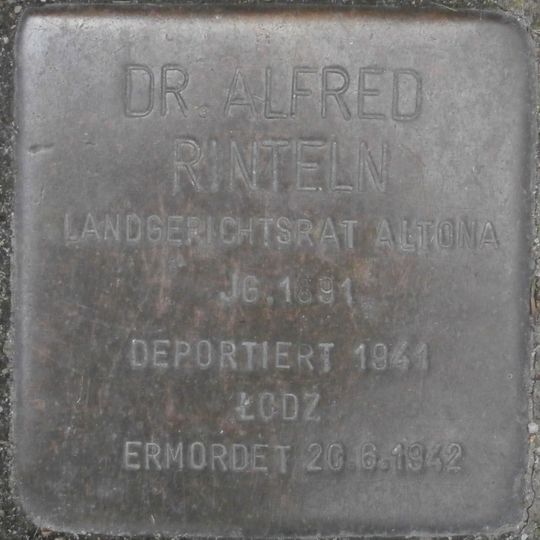 DR. ALFRED
RINTELN
LANDGERICHTSRAT ALTONA
JG. 1891
DEPORTIERT 1941
ŁODZ
ERMORDET 20.6.1942